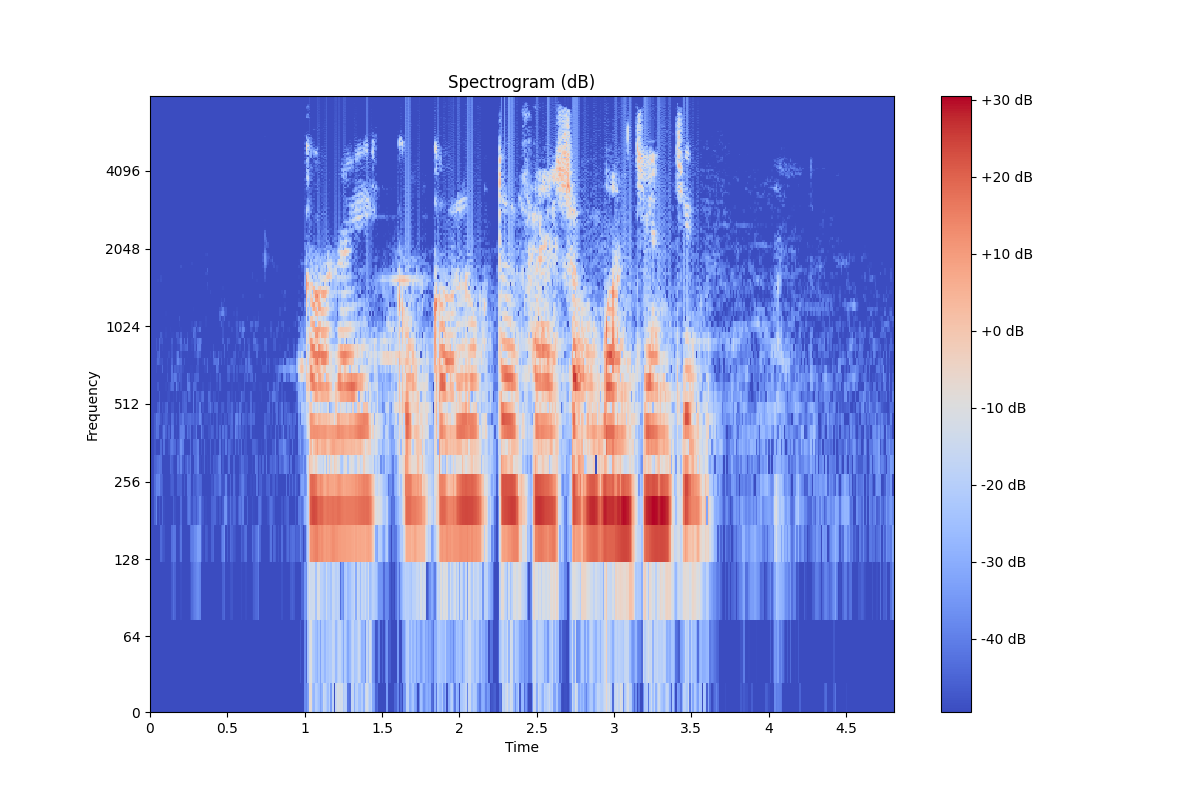 Spectrogram (dB)
+30 dB
+20 dB
+10 dB
+0 dB
-10 dB
-20 dB
-30 dB
-40 dB
Frequency
4096
2048
1024
512
256
128
64
0
0 0.5 1 1.5 2 2.5 3 3.5 4 4.5
Time